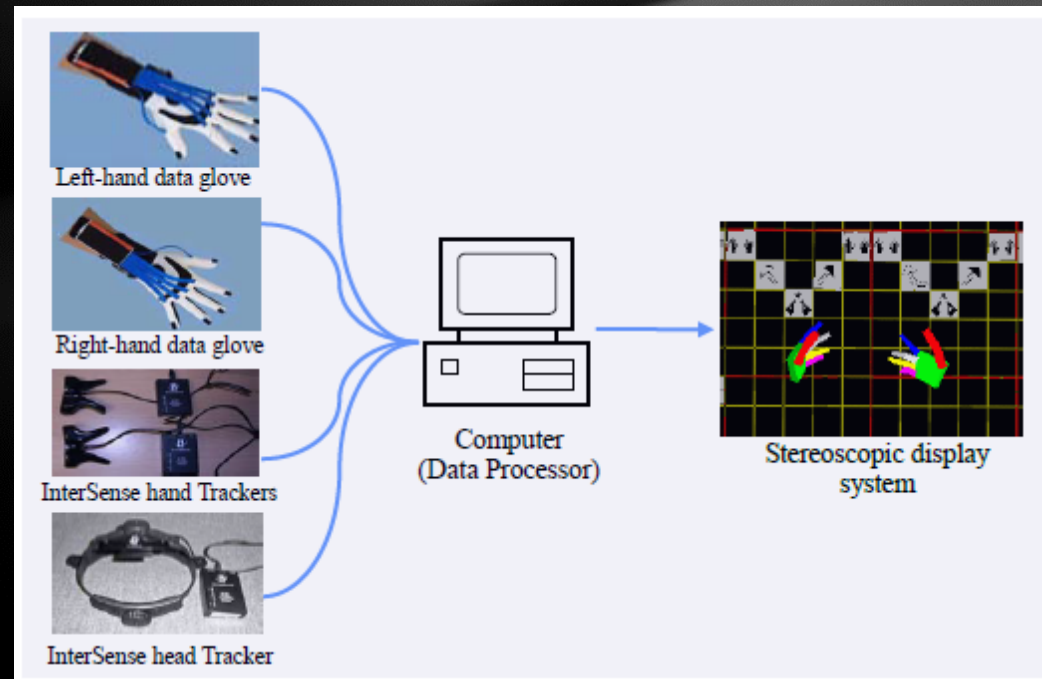 Left-hand data glove
Right-hand data glove
InterSense hand Trackers
InterSense head Tracker
Computer
(Data Processor)
Stereoscopic display
system